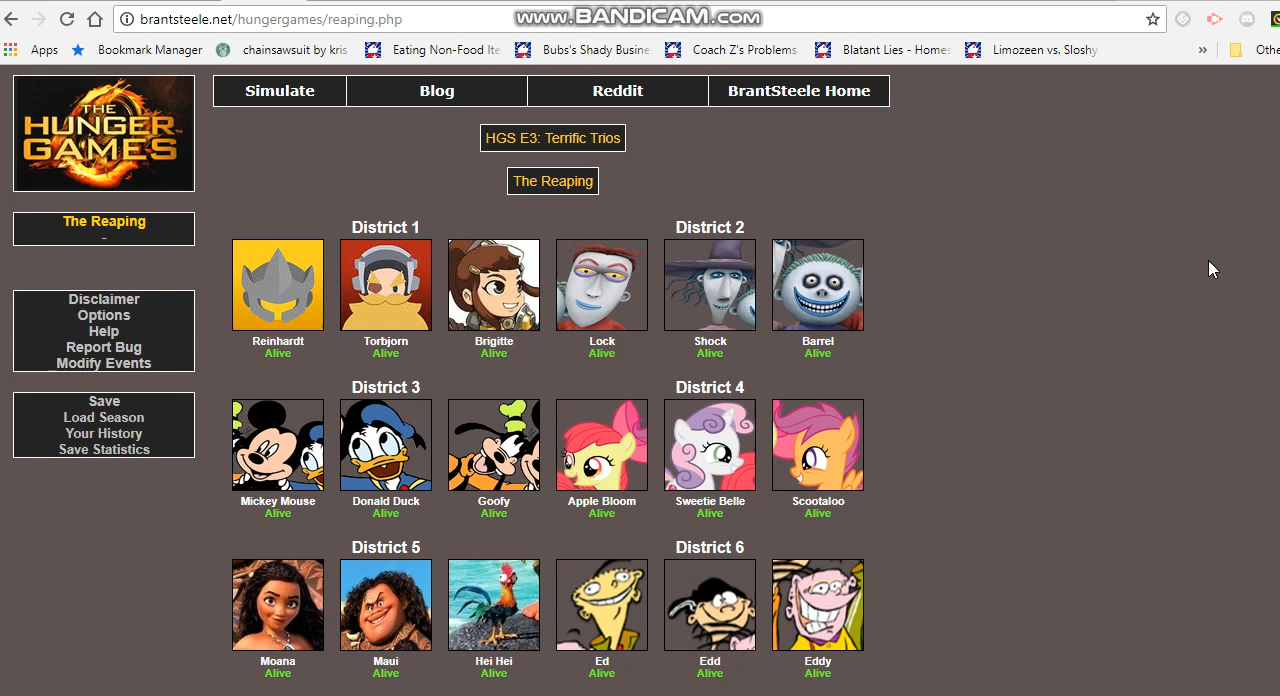 www.BANDICAM.com
brantsteele.net/hungergames/reaping.php
Apps Bookmark Manager chainsawsuit by kris Eating Non-Food Ite Bubs's Shady Busine Coach Z's Problems Blatant Lies - Homes Limozeen vs. Sloshy » Othe
THE
HUNGER
GAMES
Simulate Blog Reddit BrantSteele Home
HGS E3: Terrific Trios
The Reaping
The Reaping
-
Disclaimer
Options
Help
Report Bug
Modify Events
Save
Load Season
Your History
Save Statistics
District 1 District 2
Reinhardt Torbjorn Brigitte Lock Shock Barrel
Alive Alive Alive Alive Alive Alive
District 3 District 4
Mickey Mouse Donald Duck Goofy Apple Bloom Sweetie Belle Scootaloo
Alive Alive Alive Alive Alive Alive
District 5 District 6
Moana Maui Hei Hei Ed Edd Eddy
Alive Alive Alive Alive Alive Alive